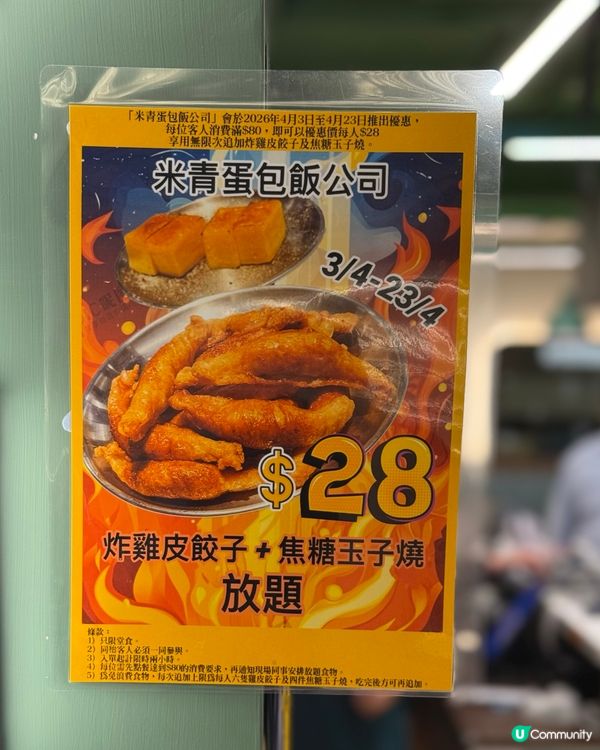 「米青蛋包飯公司」會於2026年4月3日至4月23日推出優惠，
每位客人消費滿$80，即可以優惠價每人$28
享用無限次追加炸雞皮餃子及焦糖玉子燒。
米青蛋包飯公司
3/4-23/4
$28
炸雞皮餃子+焦糖玉子燒
放題
條款：
1）只限堂食。
2）同枱客人必須一同參與。
3）入單起計限時兩小時。
4）每位需先點餐達到$80的消費要求，再通知現場同事安排放題食物。
5）為免浪費食物，每次追加上限為每人六隻雞皮餃子及四件焦糖玉子燒，吃完後方可再追加。
U Community